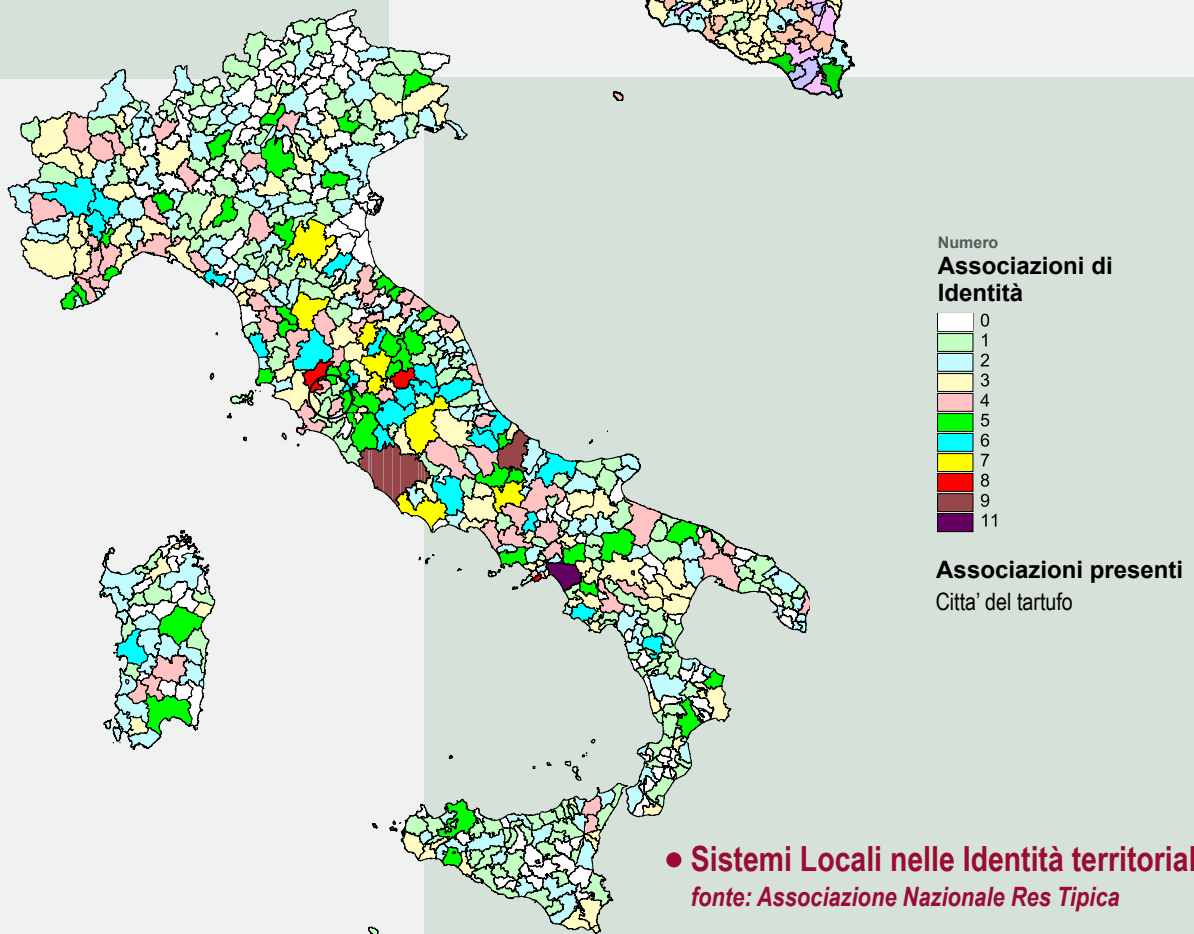 Numero
Associazioni di
Identità
0
1
2
3
4
5
6
7
8
9
11
Associazioni presenti
Citta' del tartufo
• Sistemi Locali nelle Identità territorial
fonte: Associazione Nazionale Res Tipica